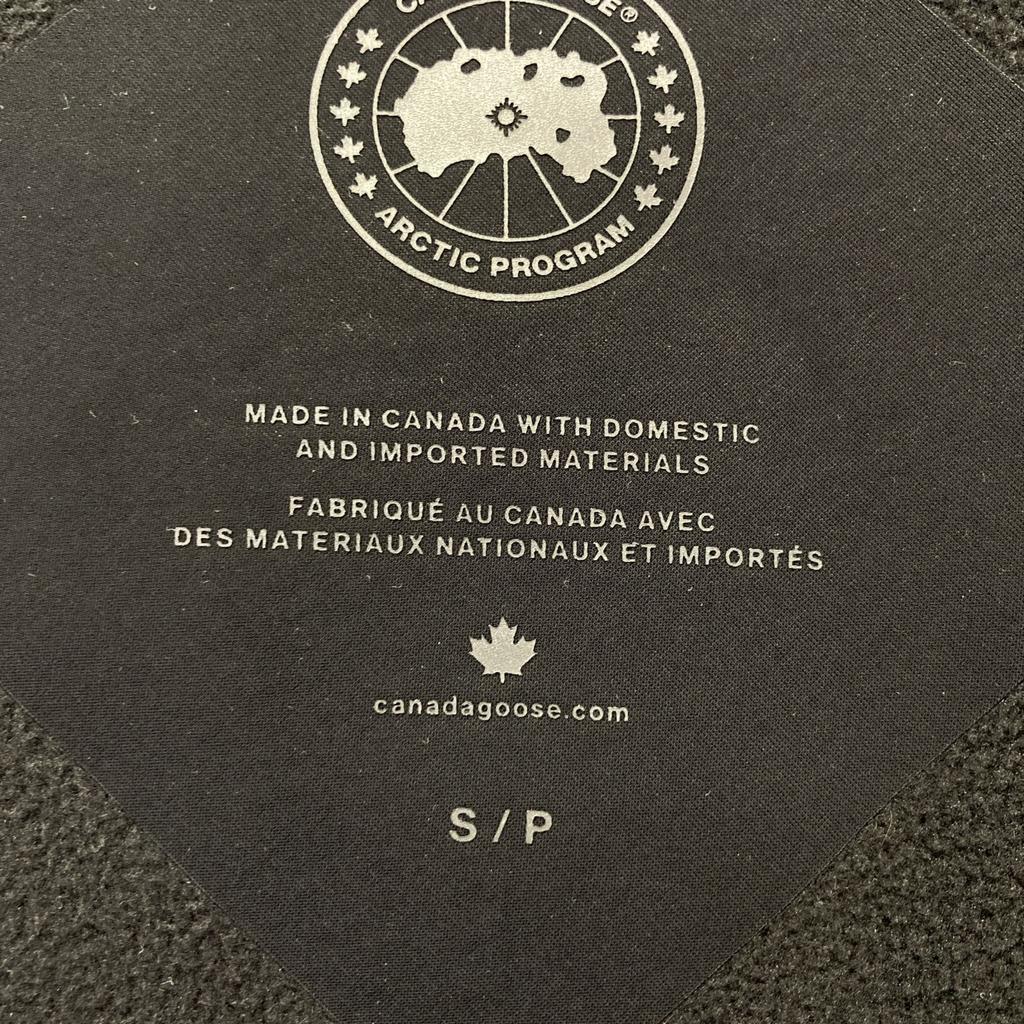 ARCTIC PROGRAM
MADE IN CANADA WITH DOMESTIC
AND IMPORTED MATERIALS
FABRIQUÉ AU CANADA AVEC
DES MATERIAUX NATIONAUX ET IMPORTÉS
canadagoose.com
S / P